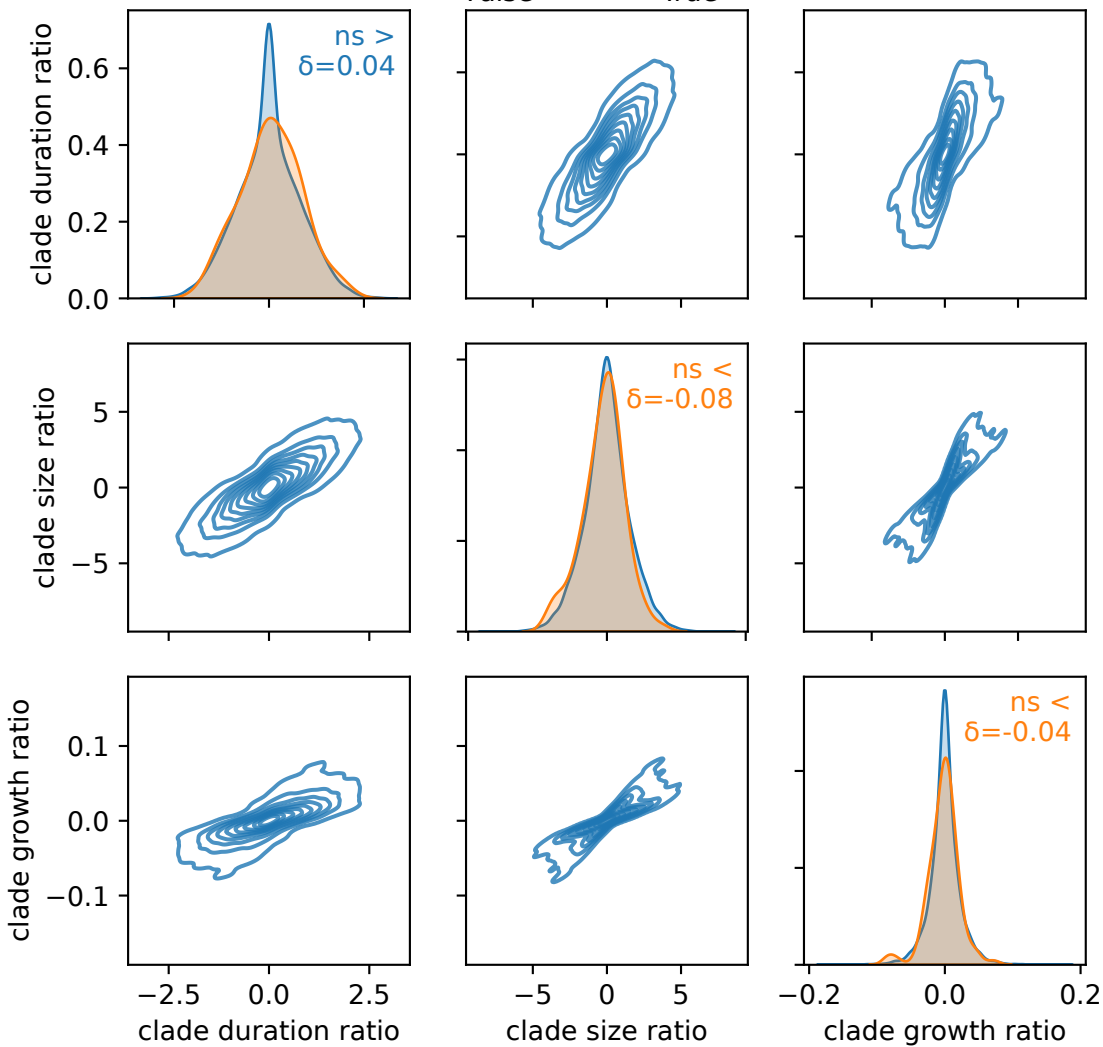 clade duration ratio
0.6
0.4
0.2
0.0
ns >
δ=0.04
clade size ratio
5
0
−5
ns <
δ=-0.08
clade growth ratio
0.1
0.0
−0.1
ns <
δ=-0.04
−2.5 0.0 2.5
−5 0 5
−0.2 0.0 0.2
clade duration ratio
clade size ratio
clade growth ratio